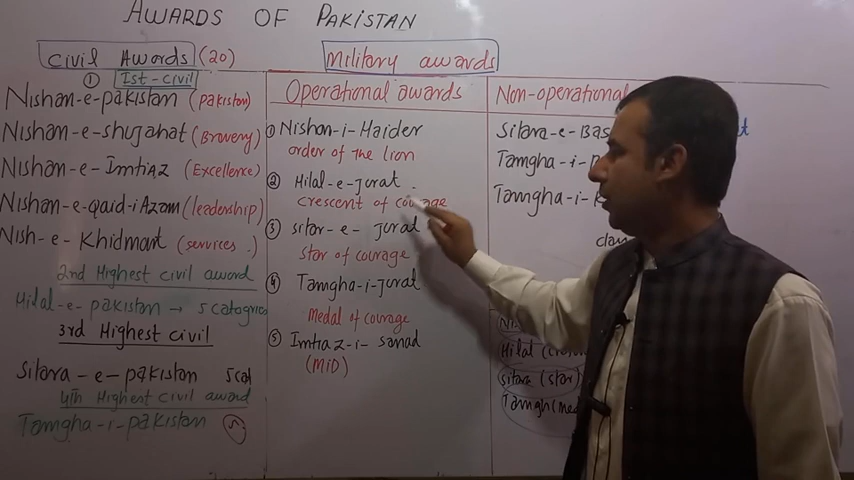 AWARDS OF PAKISTAN
Civil Awards (20)
Military awards
① Ist-civil
Nishan-e-pakistan (pakistan)
Nishan-e-shujahat (Bravery)
Nishan-e-Imtiaz (Excellence)
Nishan-e-qaid-i-Azam (leadership)
Nish-e-Khidmant (services.)
2nd Highest civil award
Hilal-e-pakistan → 5 catagries
3rd Highest civil
Sitara-e-pakistan 5cat
4th Highest civil award
Tamgha-i-pakistan 5
Operational awards
① Nishan-i-Haider
order of the lion
② Hilal-e-jurat
crescent of courage
③ sitar-e-jurat
star of courage
④ Tamgha-i-jurat
Medal of courage
⑤ Imtiaz-i-sanad
(MiD)
Non-operational
Sitara-e-Bas
Tamgha-i-
Tamgha-i-
Hilal
sitara (star)
Tamgh (med